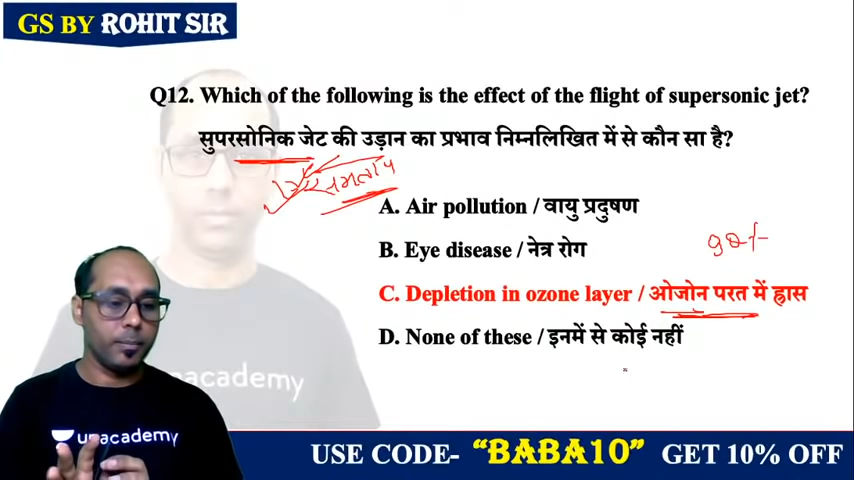 GS BY ROHIT SIR
Q12. Which of the following is the effect of the flight of supersonic jet?
सुपरसोनिक जेट की उड़ान का प्रभाव निम्नलिखित में से कौन सा है?
समताप
A. Air pollution / वायु प्रदुषण
B. Eye disease / नेत्र रोग
C. Depletion in ozone layer / ओजोन परत में ह्रास
D. None of these / इनमें से कोई नहीं
unacademy
unacademy
USE CODE- “BABA10” GET 10% OFF